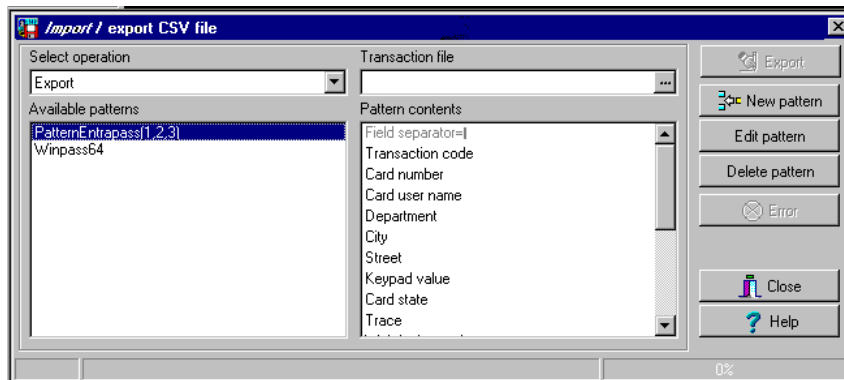 Import / export CSV file
Select operation
Transaction file
Export
Export
...
New pattern
Available patterns
Pattern contents
PatternEntrapass(1,2,3)
Winpass64
Field separator=|
Transaction code
Card number
Card user name
Department
City
Street
Keypad value
Card state
Trace
Edit pattern
Delete pattern
Error
Close
Help
0%